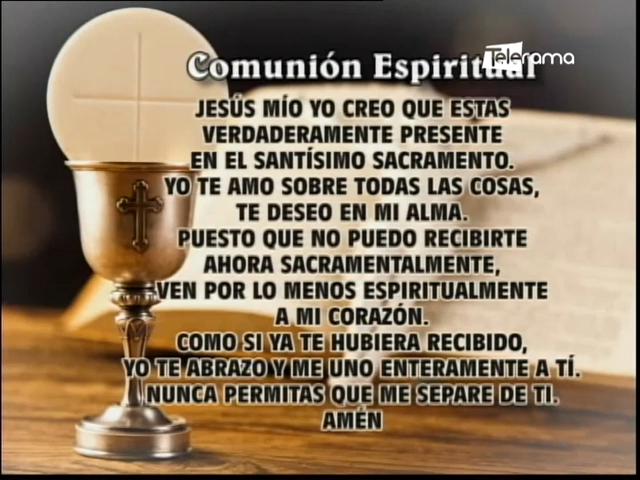 Comunión Espiritual
Telerama
JESÚS MÍO YO CREO QUE ESTAS
VERDADERAMENTE PRESENTE
EN EL SANTÍSIMO SACRAMENTO.
YO TE AMO SOBRE TODAS LAS COSAS,
TE DESEO EN MI ALMA.
PUESTO QUE NO PUEDO RECIBIRTE
AHORA SACRAMENTALMENTE,
VEN POR LO MENOS ESPIRITUALMENTE
A MI CORAZÓN.
COMO SI YA TE HUBIERA RECIBIDO,
YO TE ABRAZO Y ME UNO ENTERAMENTE A TÍ.
NUNCA PERMITAS QUE ME SEPARE DE TI.
AMÉN